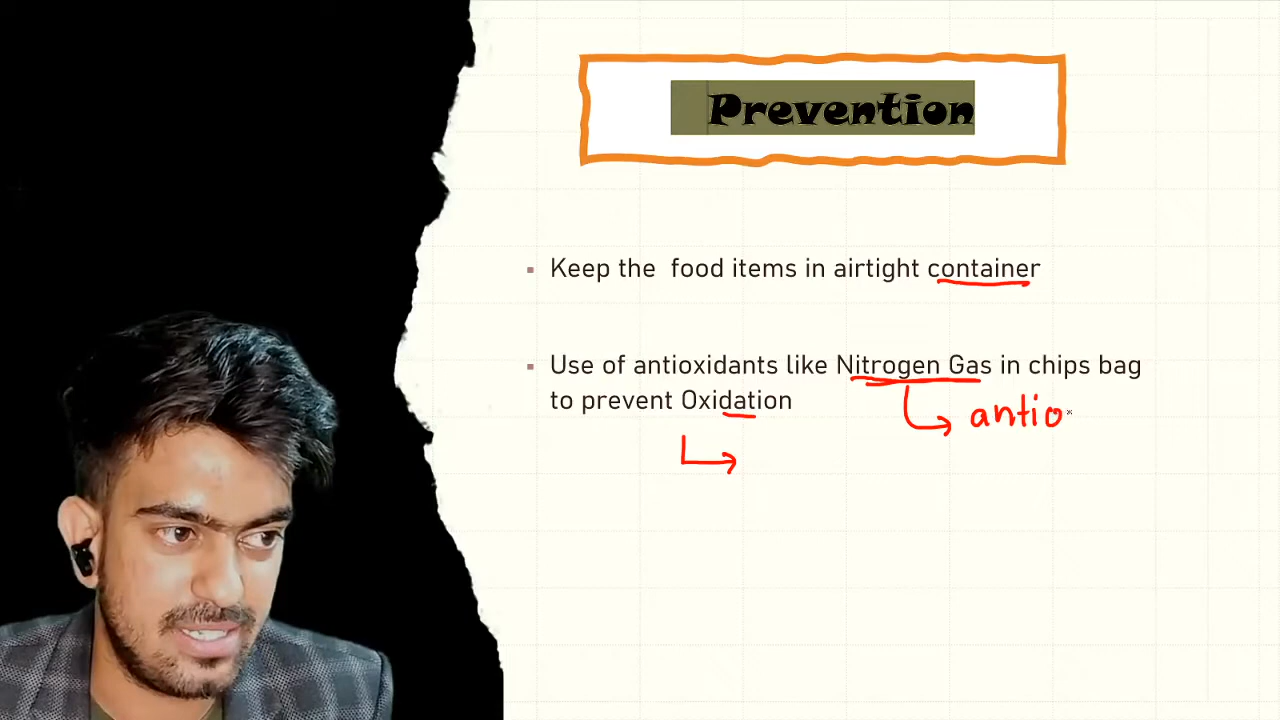 Prevention
Keep the food items in airtight container
Use of antioxidants like Nitrogen Gas in chips bag
to prevent Oxidation
antio